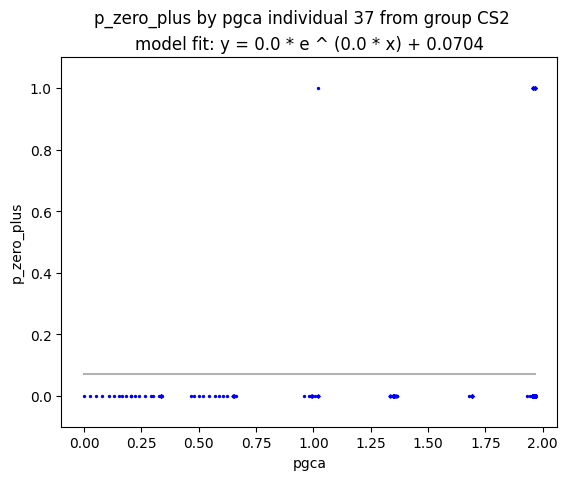 p_zero_plus by pgca individual 37 from group CS2
model fit: y = 0.0 * e ^ (0.0 * x) + 0.0704
1.0
0.8
0.6
0.4
0.2
0.0
p_zero_plus
0.00 0.25 0.50 0.75 1.00 1.25 1.50 1.75 2.00
pgca